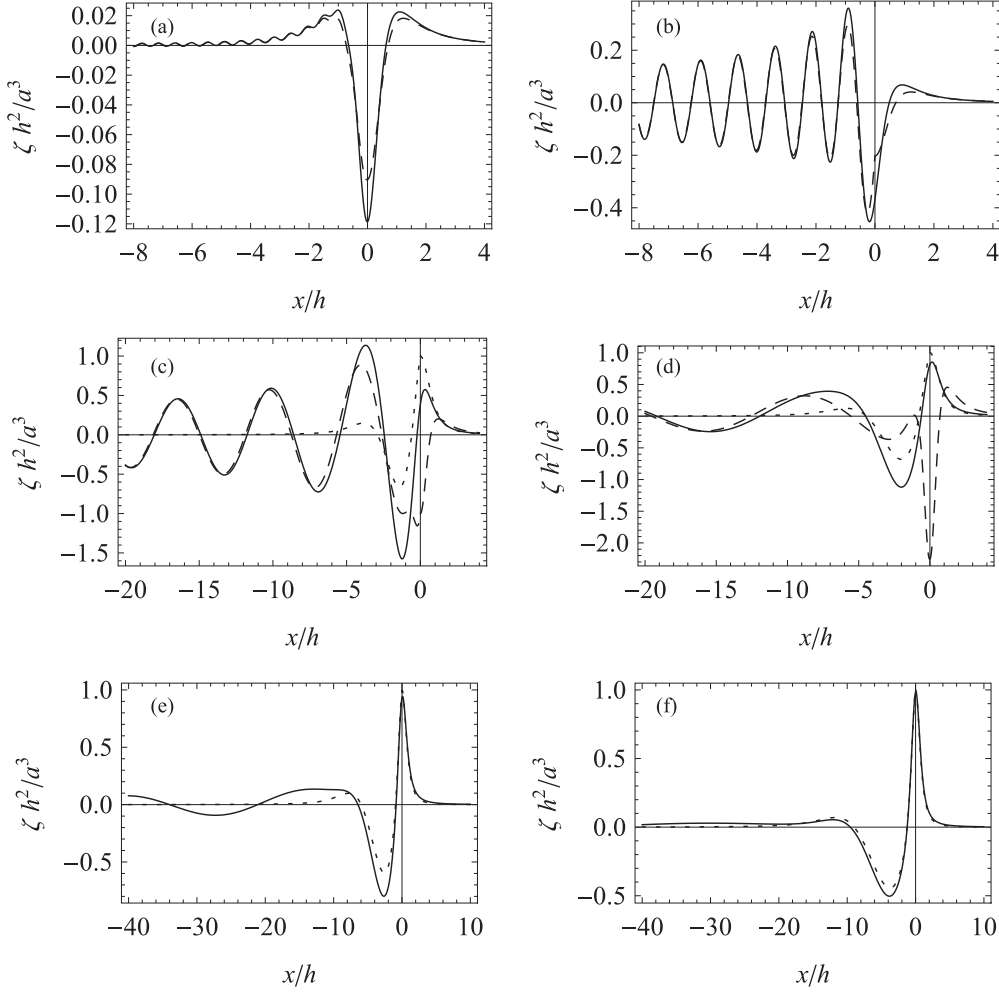 (a)
0.02
0.00
−0.02
−0.04
−0.06
−0.08
−0.10
−0.12
−8 −6 −4 −2 0 2 4
ζ h²/a³
x/h
(b)
0.2
0.0
−0.2
−0.4
−8 −6 −4 −2 0 2 4
ζ h²/a³
x/h
(c)
1.0
0.5
0.0
−0.5
−1.0
−1.5
−20 −15 −10 −5 0
ζ h²/a³
x/h
(d)
1.0
0.5
0.0
−0.5
−1.0
−1.5
−2.0
−20 −15 −10 −5 0
ζ h²/a³
x/h
(e)
1.0
0.5
0.0
−0.5
−40 −30 −20 −10 0 10
ζ h²/a³
x/h
(f)
1.0
0.5
0.0
−0.5
−40 −30 −20 −10 0 10
ζ h²/a³
x/h